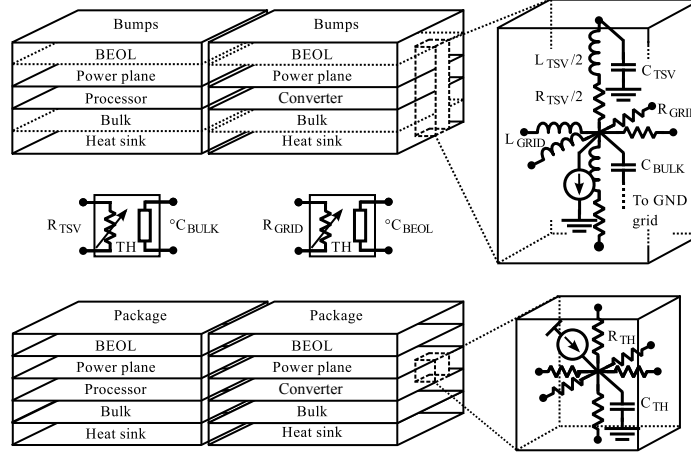 Bumps
Bumps
BEOL
BEOL
Power plane
Power plane
Processor
Converter
Bulk
Bulk
Heat sink
Heat sink
L TSV/2
C TSV
R TSV/2
R GRID
L GRID
C BULK
To GND
grid
R TSV
TH
°C BULK
R GRID
TH
°C BEOL
Package
Package
BEOL
BEOL
Power plane
Power plane
Processor
Converter
Bulk
Bulk
Heat sink
Heat sink
R TH
C TH